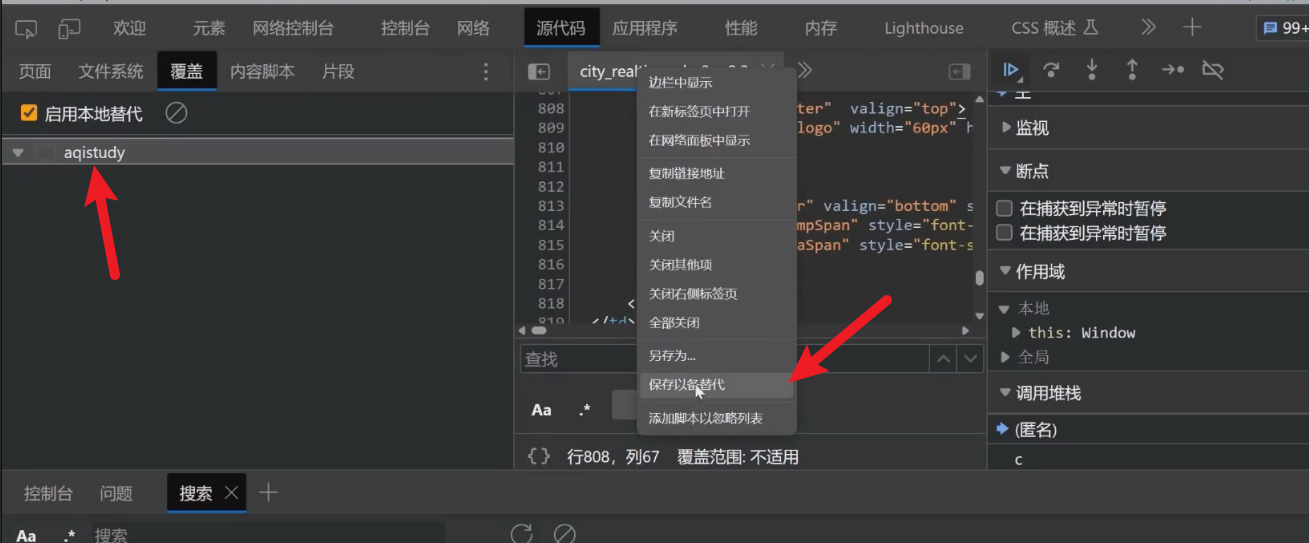 欢迎 元素 网络控制台 控制台 网络 源代码 应用程序 性能 内存 Lighthouse CSS 概述 99+
页面 文件系统 覆盖 内容脚本 片段
启用本地替代
aqistudy
city_real
808 ter" valign="top">
809 logo" width="60px" h
810
811
812
813 r" valign="bottom" s
814 mpSpan" style="font-
815 aSpan" style="font-s
816
817
818 <
819 </td>
边栏中显示
在新标签页中打开
在网络面板中显示
复制链接地址
复制文件名
关闭
关闭其他项
关闭右侧标签页
全部关闭
另存为...
保存以备替代
添加脚本以忽略列表
查找
Aa .*
{} 行808，列67 覆盖范围: 不适用
监视
断点
在捕获到异常时暂停
在捕获到异常时暂停
作用域
本地
this: Window
全局
调用堆栈
(匿名)
c
控制台 问题 搜索
Aa .* 搜索